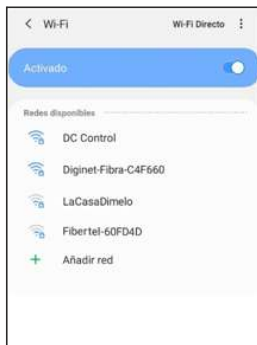 Wi-Fi Wi-Fi Directo
Activado
Redes disponibles
DC Control
Diginet-Fibra-C4F660
LaCasaDimelo
Fibertel-60FD4D
Añadir red